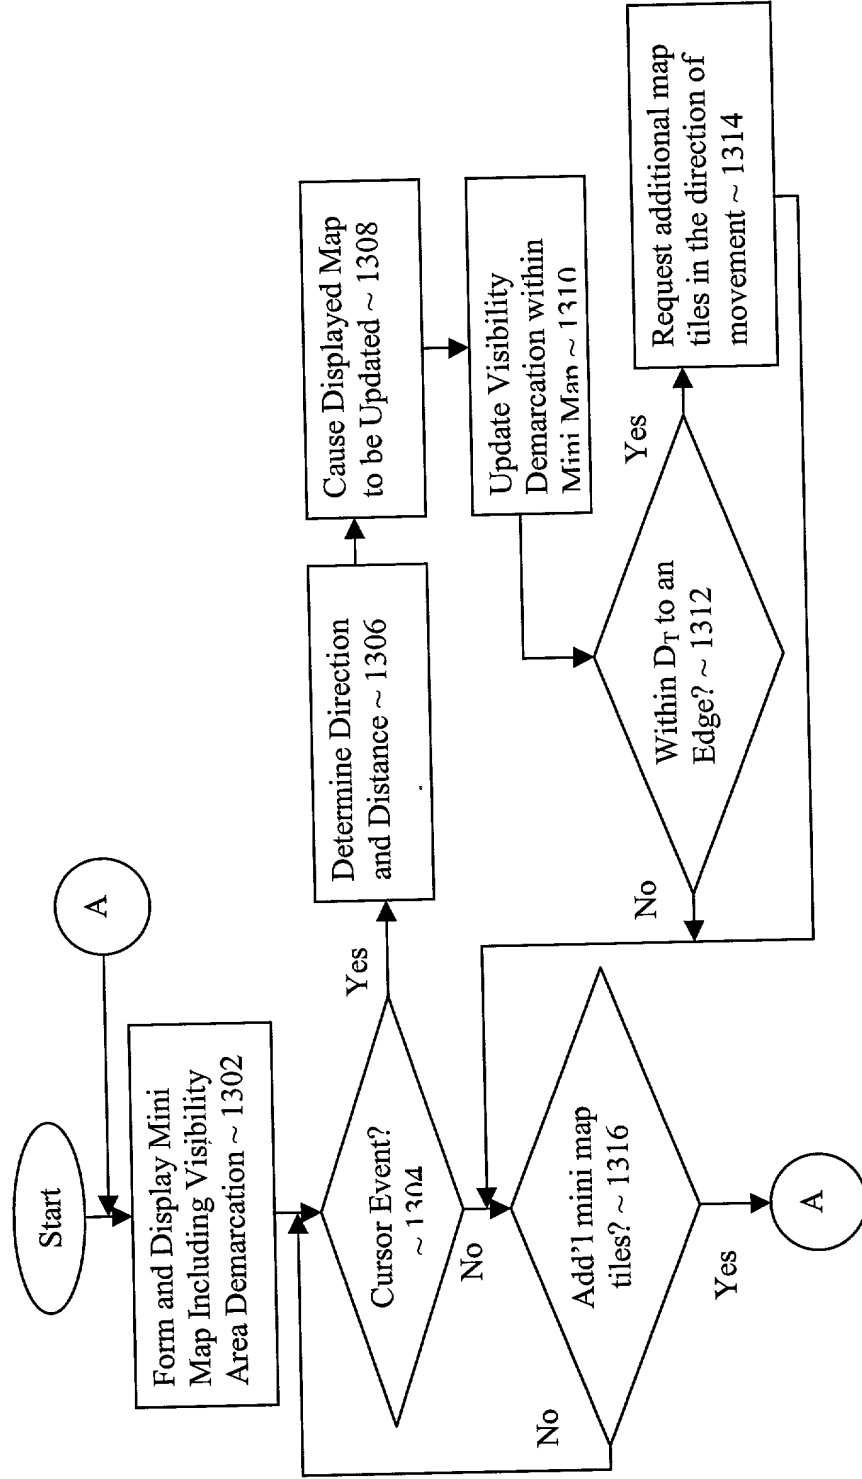 Start
A
Form and Display Mini
Map Including Visibility
Area Demarcation ~ 1302
Cursor Event?
~ 1304
Yes
No
Determine Direction
and Distance ~ 1306
Cause Displayed Map
to be Updated ~ 1308
Update Visibility
Demarcation within
Mini Map ~ 1310
Within DT to an
Edge? ~ 1312
Yes
No
Request additional map
tiles in the direction of
movement ~ 1314
Add'l mini map
tiles? ~ 1316
No
Yes
A